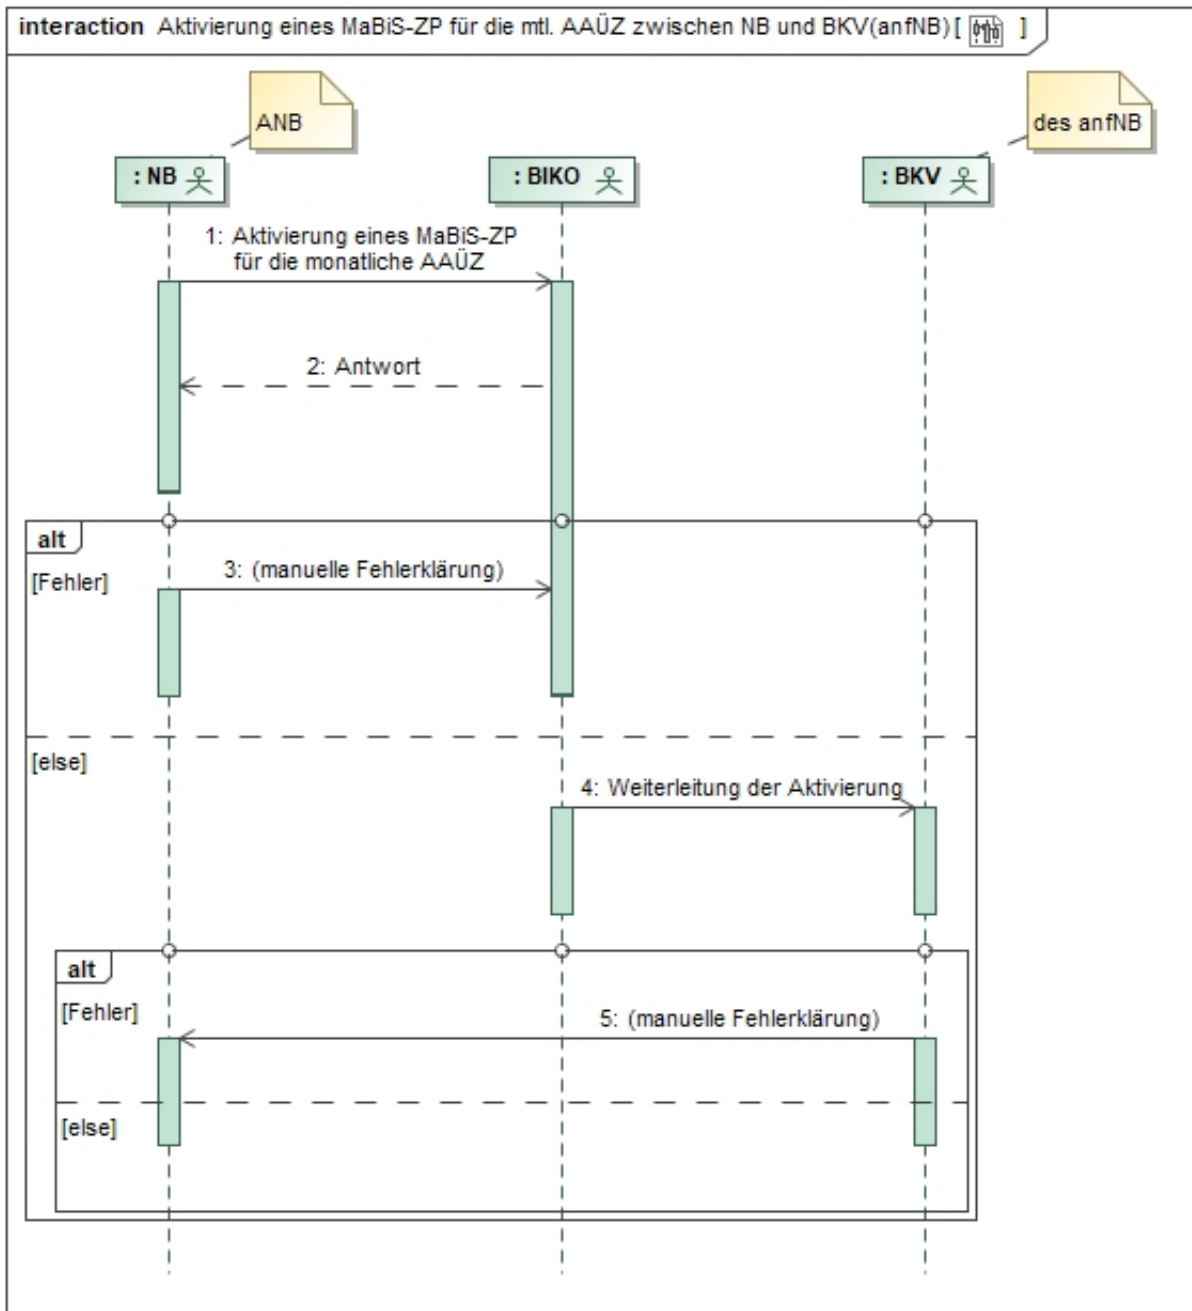 interaction Aktivierung eines MaBiS-ZP für die mtl. AAÜZ zwischen NB und BKV(anfNB) [ ]
ANB
des anfNB
: NB
: BIKO
: BKV
1: Aktivierung eines MaBiS-ZP
für die monatliche AAÜZ
2: Antwort
alt
[Fehler]
3: (manuelle Fehlerklärung)
[else]
4: Weiterleitung der Aktivierung
alt
[Fehler]
5: (manuelle Fehlerklärung)
[else]